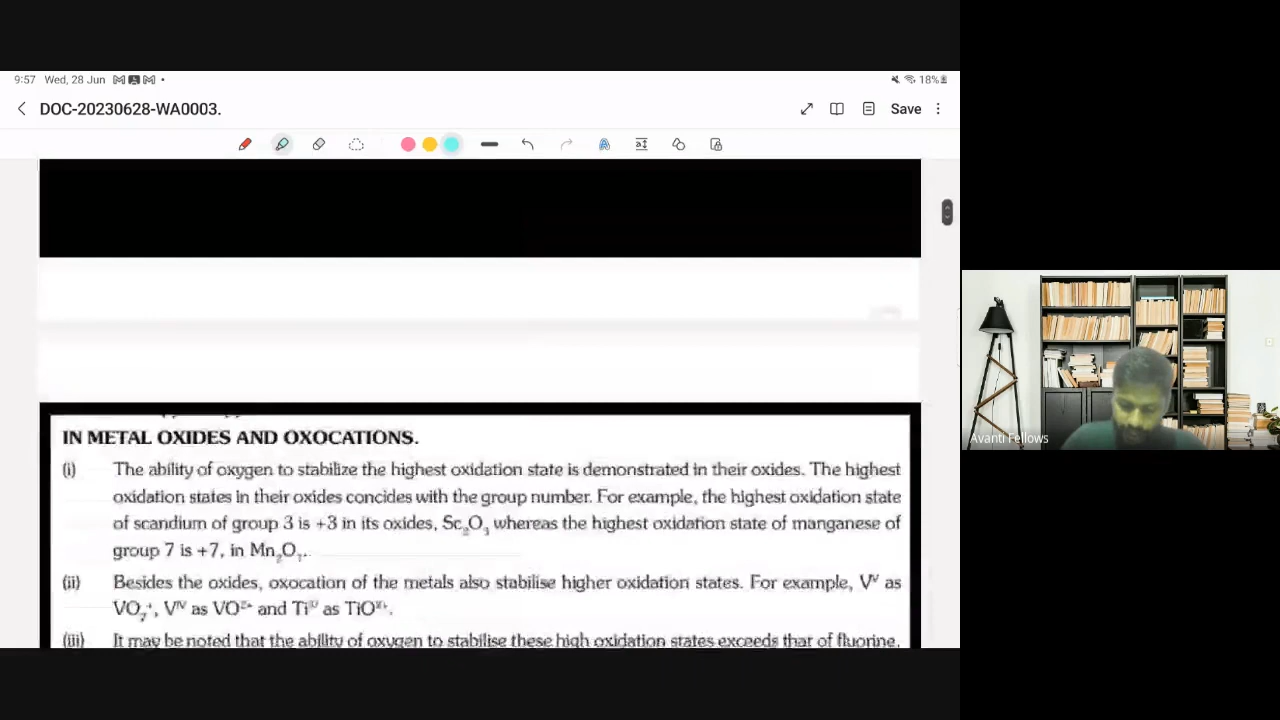 9:57 Wed, 28 Jun
18%
DOC-20230628-WA0003.
Save
IN METAL OXIDES AND OXOCATIONS.
(i) The ability of oxygen to stabilize the highest oxidation state is demonstrated in their oxides. The highest
oxidation states in their oxides concides with the group number. For example, the highest oxidation state
of scandium of group 3 is +3 in its oxides, Sc₂O₃ whereas the highest oxidation state of manganese of
group 7 is +7, in Mn₂O₇.
(ii) Besides the oxides, oxocation of the metals also stabilise higher oxidation states. For example, Vⱽ as
VO₂⁺, Vᴵⱽ as VO²⁺ and Tiᴵⱽ as TiO²⁺.
(iii) It may be noted that the ability of oxygen to stabilise these high oxidation states exceeds that of fluorine.
Avanti Fellows